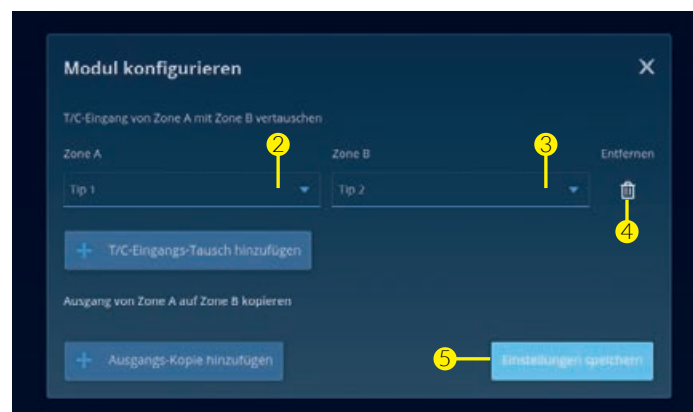 Modul konfigurieren
T/C-Eingang von Zone A mit Zone B vertauschen
2
3
Zone A
Zone B
Entfernen
Tip 1
Tip 2
4
T/C-Eingangs-Tausch hinzufügen
Ausgang von Zone A auf Zone B kopieren
Ausgangs-Kopie hinzufügen
5
Einstellungen speichern